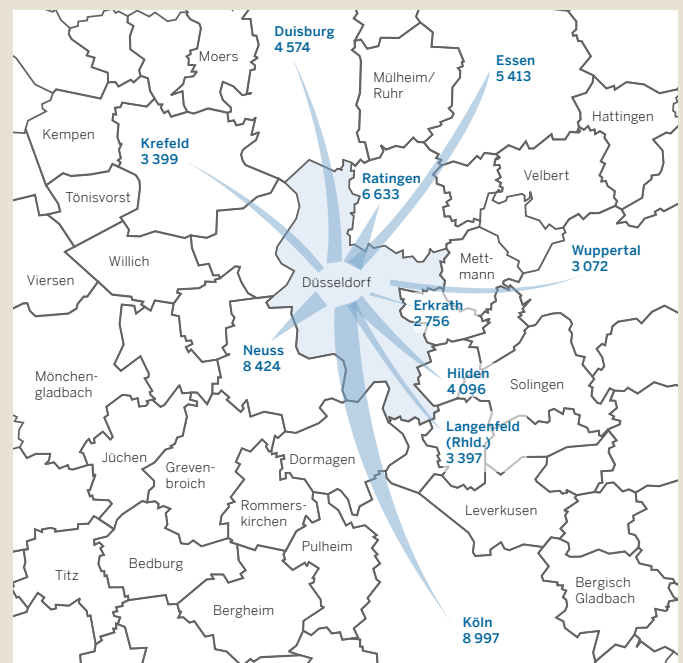 Duisburg
4 574
Moers
Essen
5 413
Mülheim/
Ruhr
Hattingen
Kempen
Krefeld
3 399
Ratingen
6 633
Velbert
Tönisvorst
Willich
Mett-
mann
Wuppertal
3 072
Viersen
Düsseldorf
Erkrath
2 756
Neuss
8 424
Mönchen-
gladbach
Hilden
4 096
Solingen
Langenfeld
(Rhld.)
3 397
Jüchen
Greven-
broich
Dormagen
Rommers-
kirchen
Leverkusen
Pulheim
Titz
Bedburg
Bergheim
Bergisch
Gladbach
Köln
8 997